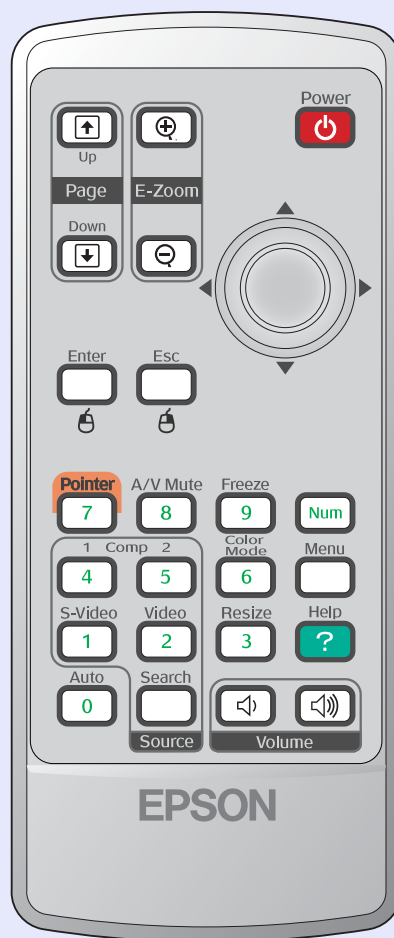 Power
Up
Page E-Zoom
Down
Enter Esc
Pointer A/V Mute Freeze
7 8 9 Num
1 Comp 2 Color Mode Menu
4 5 6
S-Video Video Resize Help
1 2 3 ?
Auto Search
0
Source Volume
EPSON